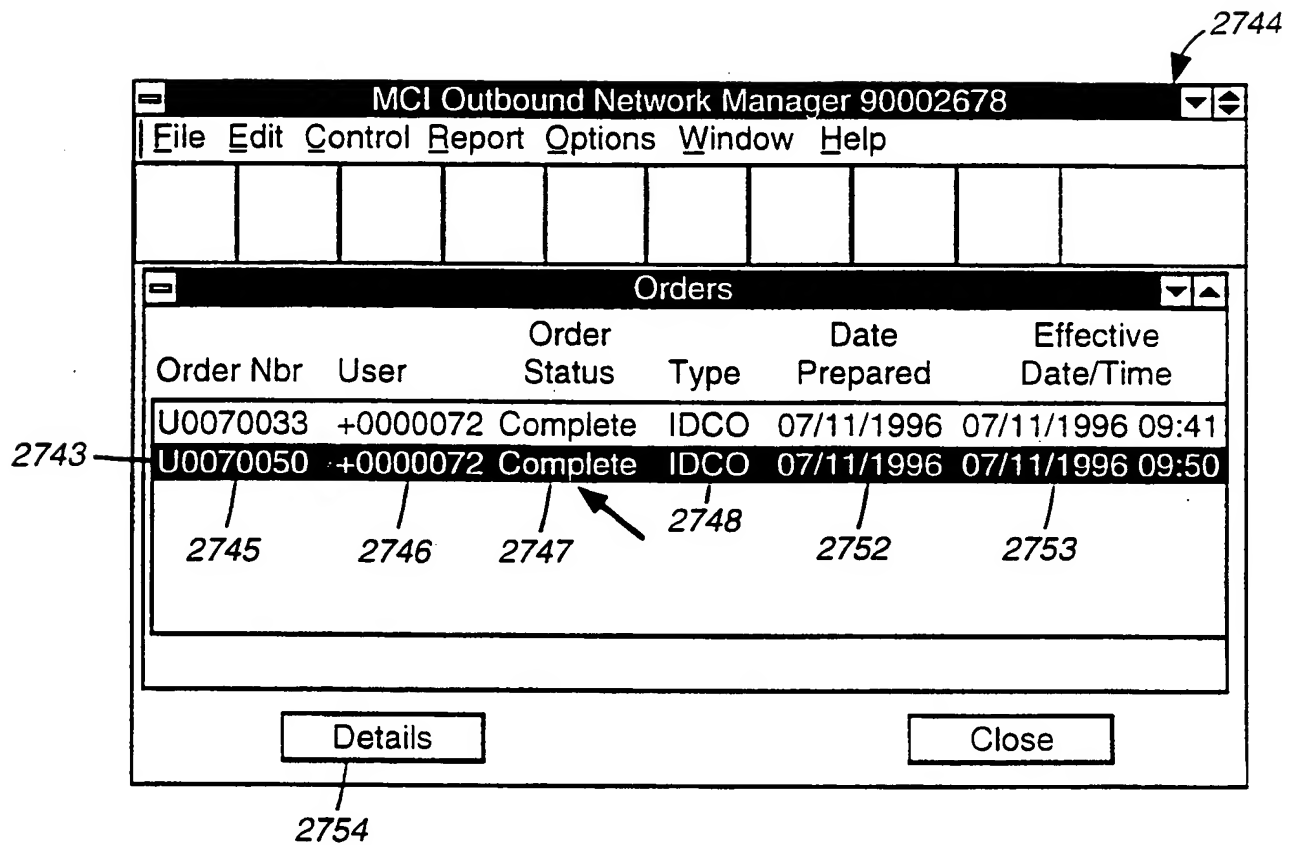 2744
MCI Outbound Network Manager 90002678
File Edit Control Report Options Window Help
Orders
Order Nbr User Order Status Type Date Prepared Effective Date/Time
U0070033 +0000072 Complete IDCO 07/11/1996 07/11/1996 09:41
2743 U0070050 +0000072 Complete IDCO 07/11/1996 07/11/1996 09:50
2745 2746 2747 2748 2752 2753
Details Close
2754